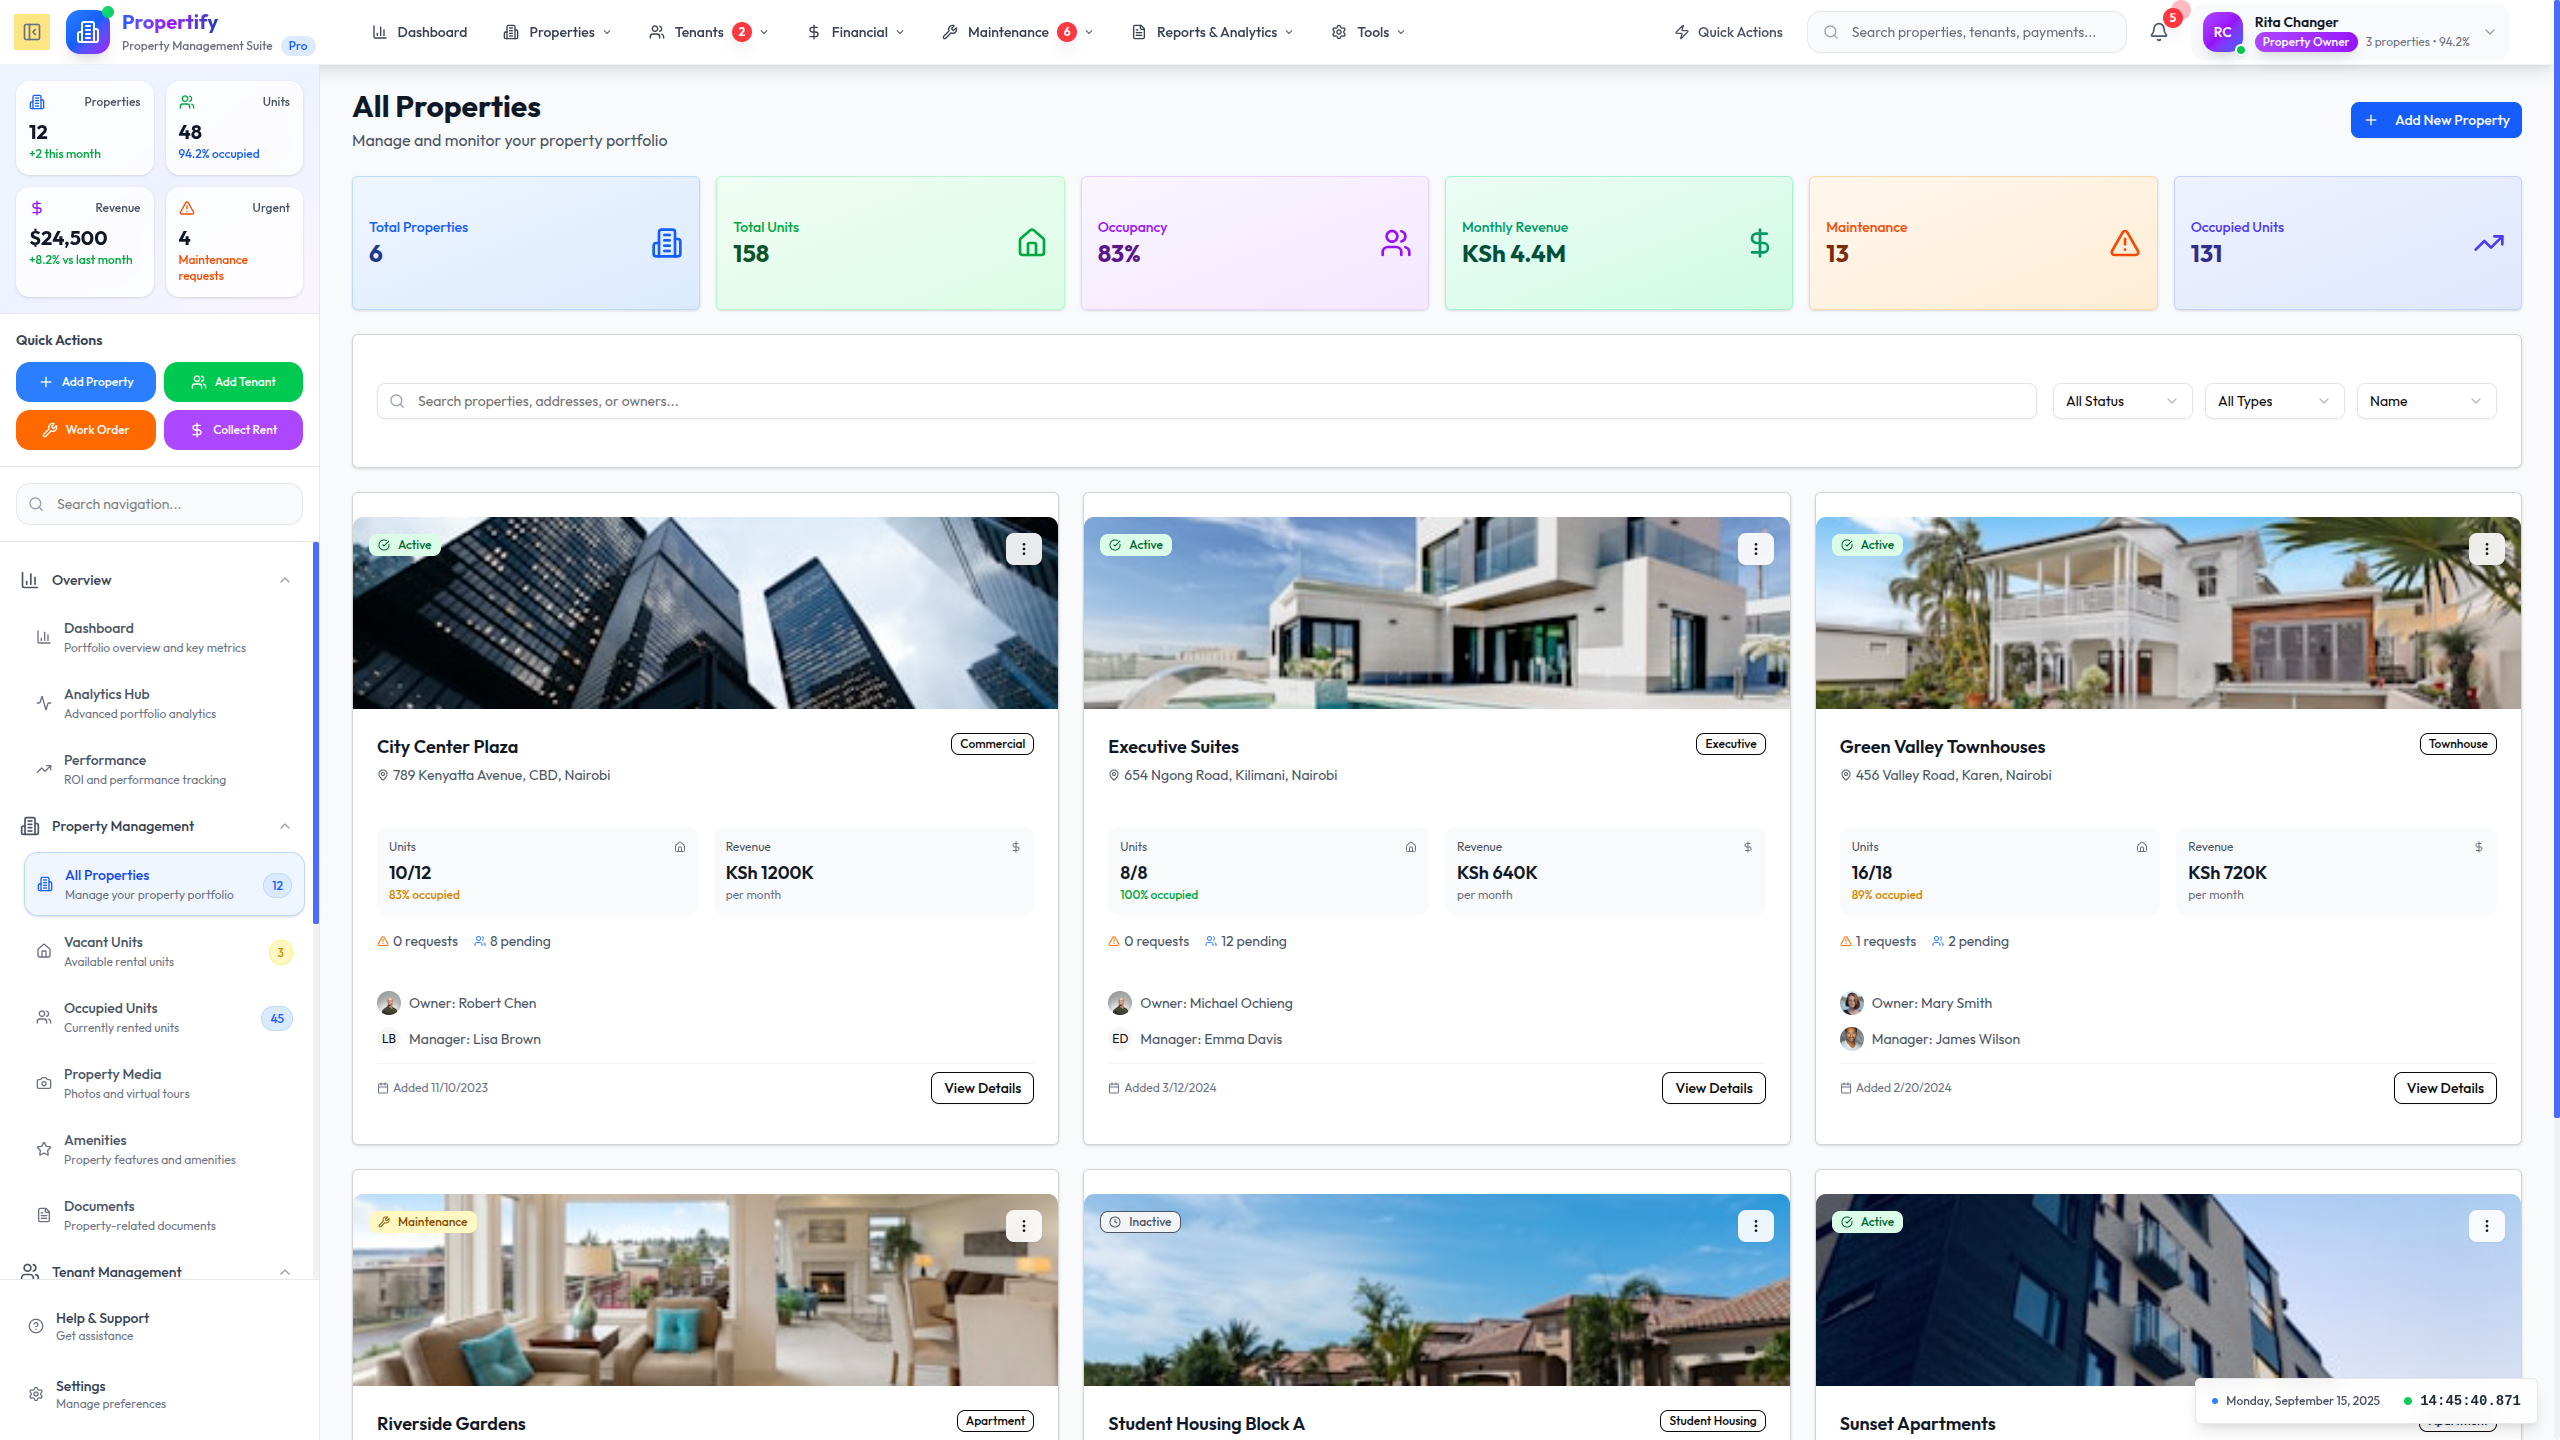 Propertify
Property Management Suite Pro
Dashboard
Properties
Tenants 2
Financial
Maintenance 6
Reports & Analytics
Tools
Quick Actions
Search properties, tenants, payments...
5
RC
Rita Changer
Property Owner 3 properties • 94.2%
Properties
12
+2 this month
Units
48
94.2% occupied
Revenue
$24,500
+8.2% vs last month
Urgent
4
Maintenance
requests
Quick Actions
Add Property
Add Tenant
Work Order
Collect Rent
Search navigation...
Overview
Dashboard
Portfolio overview and key metrics
Analytics Hub
Advanced portfolio analytics
Performance
ROI and performance tracking
Property Management
All Properties
Manage your property portfolio
12
Vacant Units
Available rental units
3
Occupied Units
Currently rented units
45
Property Media
Photos and virtual tours
Amenities
Property features and amenities
Documents
Property-related documents
Tenant Management
Help & Support
Get assistance
Settings
Manage preferences
All Properties
Manage and monitor your property portfolio
Add New Property
Total Properties
6
Total Units
158
Occupancy
83%
Monthly Revenue
KSh 4.4M
Maintenance
13
Occupied Units
131
Search properties, addresses, or owners...
All Status
All Types
Name
Active
City Center Plaza
Commercial
789 Kenyatta Avenue, CBD, Nairobi
Units
10/12
83% occupied
Revenue
KSh 1200K
per month
0 requests
8 pending
Owner: Robert Chen
LB
Manager: Lisa Brown
Added 11/10/2023
View Details
Active
Executive Suites
Executive
654 Ngong Road, Kilimani, Nairobi
Units
8/8
100% occupied
Revenue
KSh 640K
per month
0 requests
12 pending
Owner: Michael Ochieng
ED
Manager: Emma Davis
Added 3/12/2024
View Details
Active
Green Valley Townhouses
Townhouse
456 Valley Road, Karen, Nairobi
Units
16/18
89% occupied
Revenue
KSh 720K
per month
1 requests
2 pending
Owner: Mary Smith
Manager: James Wilson
Added 2/20/2024
View Details
Maintenance
Riverside Gardens
Apartment
Inactive
Student Housing Block A
Student Housing
Active
Sunset Apartments
Monday, September 15, 2025
14:45:40.871